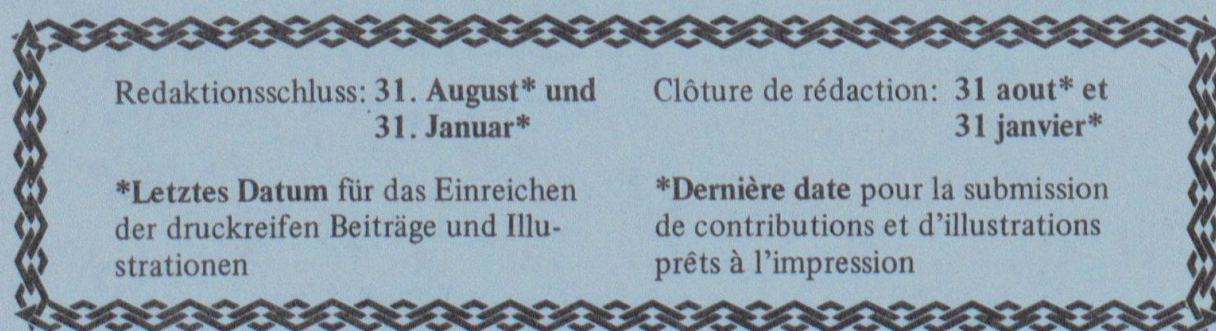 Redaktionsschluss: 31. August* und
31. Januar*
*Letztes Datum für das Einreichen
der druckreifen Beiträge und Illu-
strationen
Clôture de rédaction: 31 aout* et
31 janvier*
*Dernière date pour la submission
de contributions et d'illustrations
prêts à l'impression